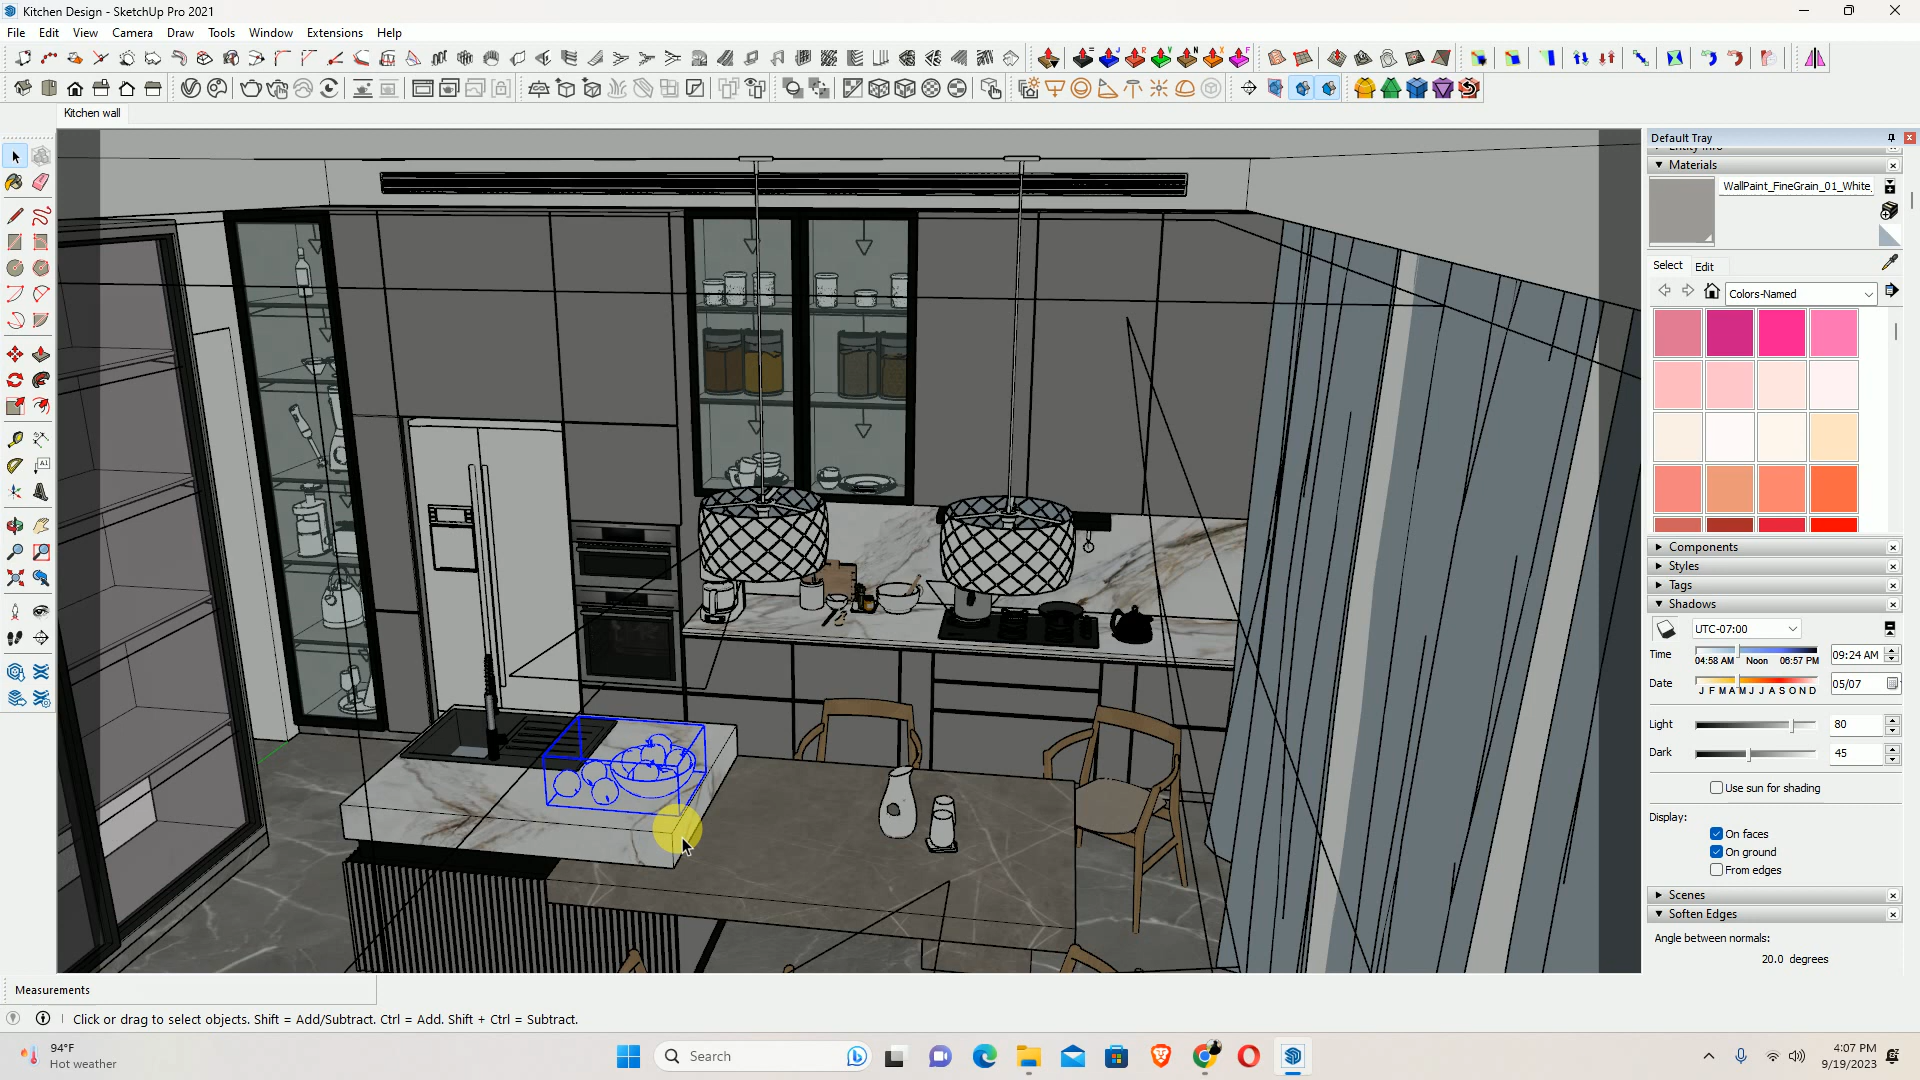 Kitchen Design - SketchUp Pro 2021
File Edit View Camera Draw Tools Window Extensions Help
Kitchen wall
Default Tray
Materials
WallPaint_FineGrain_01_White_
Select Edit
Colors-Named
Components
Styles
Tags
Shadows
UTC-07:00
Time 04:58 AM Noon 06:57 PM 09:24 AM
Date J F M A M J J A S O N D 05/07
Light 80
Dark 45
Use sun for shading
Display:
On faces
On ground
From edges
Scenes
Soften Edges
Angle between normals:
20.0 degrees
Measurements
Click or drag to select objects. Shift = Add/Subtract. Ctrl = Add. Shift + Ctrl = Subtract.
94°F
Hot weather
Search
4:07 PM
9/19/2023